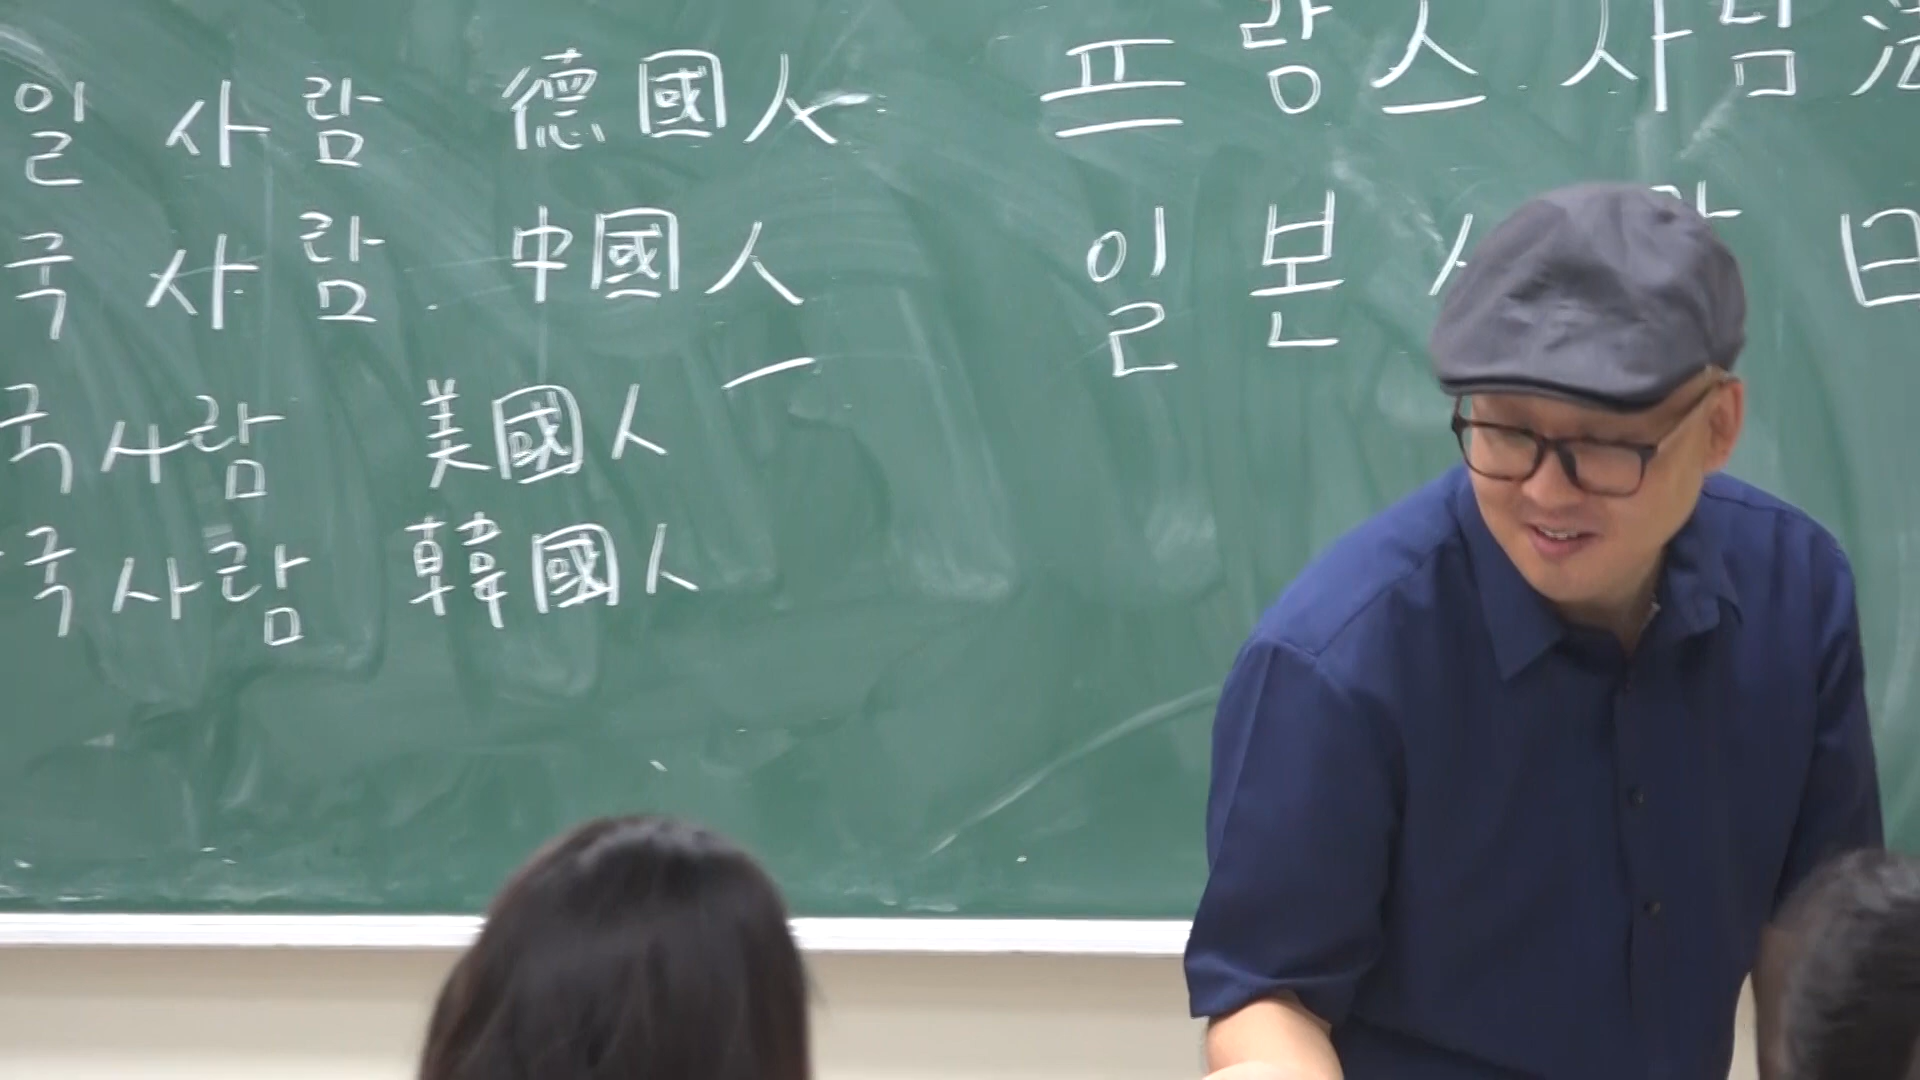 일 사람 德國人
국 사람 中國人
국사람 美國人
국사람 韓國人
프랑스 사람 法
일본 사람 日